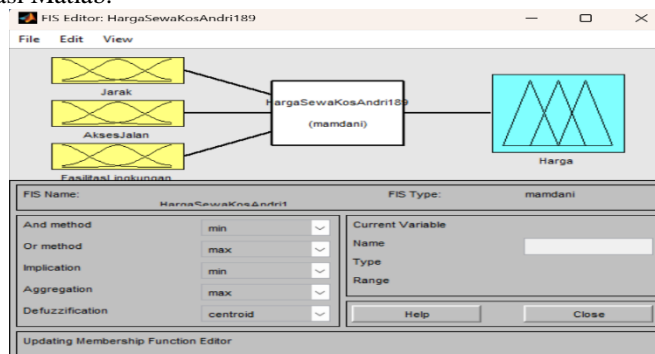 FIS Editor: HargaSewaKosAndri189
File Edit View
Jarak
AksesJalan
FasilitasLingkungan
HargaSewaKosAndri189
(mamdani)
Harga
FIS Name: HargaSewaKosAndri1
FIS Type: mamdani
And method min
Or method max
Implication min
Aggregation max
Defuzzification centroid
Current Variable
Name
Type
Range
Help Close
Updating Membership Function Editor